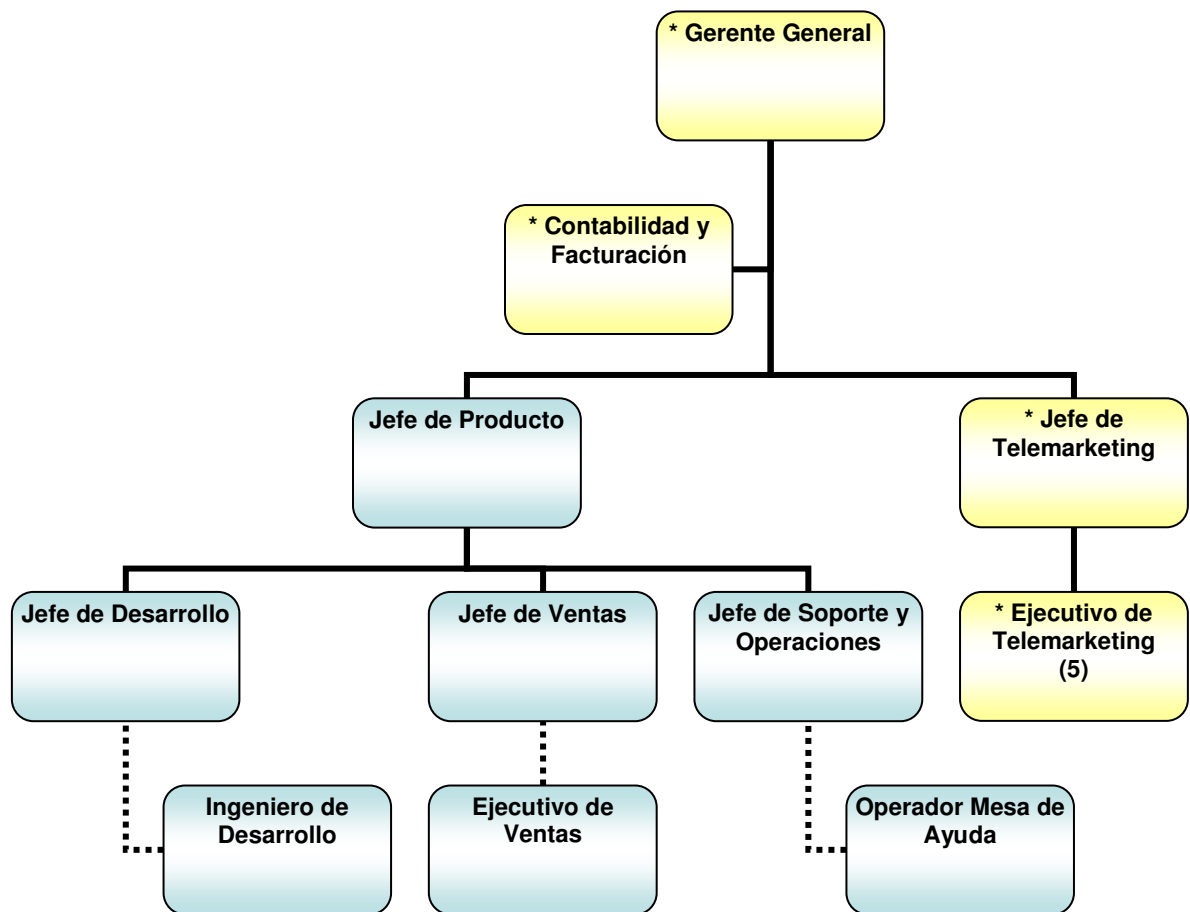 * Gerente General
* Contabilidad y
Facturación
Jefe de Producto
* Jefe de
Telemarketing
Jefe de Desarrollo
Jefe de Ventas
Jefe de Soporte y
Operaciones
* Ejecutivo de
Telemarketing
(5)
Ingeniero de
Desarrollo
Ejecutivo de
Ventas
Operador Mesa de
Ayuda